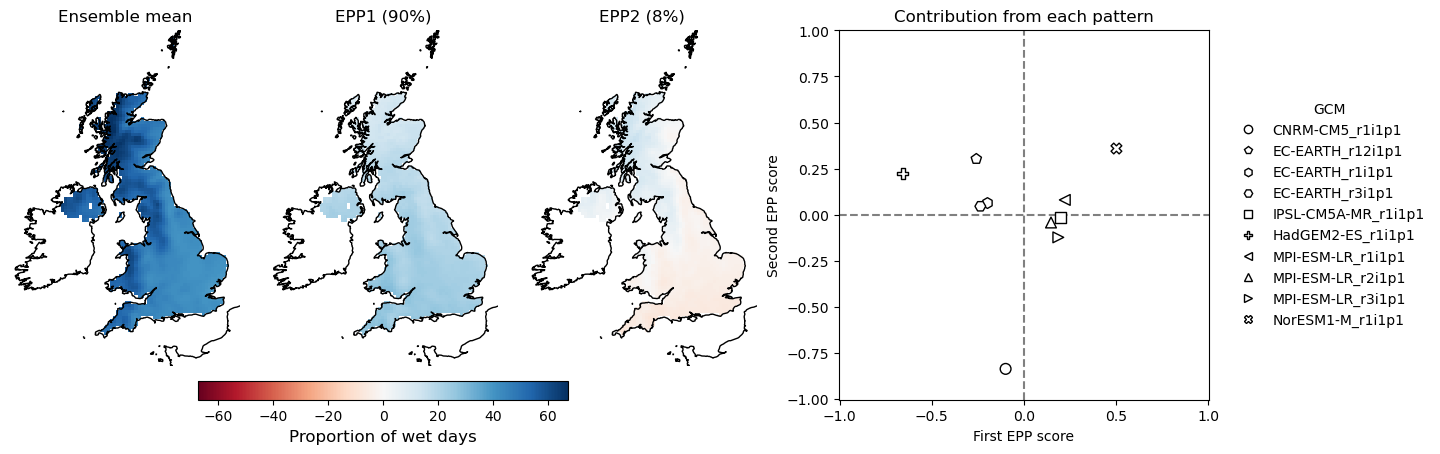 Ensemble mean
EPP1 (90%)
EPP2 (8%)
−60 −40 −20 0 20 40 60
Proportion of wet days
Contribution from each pattern
1.00
0.75
0.50
0.25
0.00
−0.25
−0.50
−0.75
−1.00
Second EPP score
−1.0 −0.5 0.0 0.5 1.0
First EPP score
GCM
CNRM-CM5_r1i1p1
EC-EARTH_r12i1p1
EC-EARTH_r1i1p1
EC-EARTH_r3i1p1
IPSL-CM5A-MR_r1i1p1
HadGEM2-ES_r1i1p1
MPI-ESM-LR_r1i1p1
MPI-ESM-LR_r2i1p1
MPI-ESM-LR_r3i1p1
NorESM1-M_r1i1p1